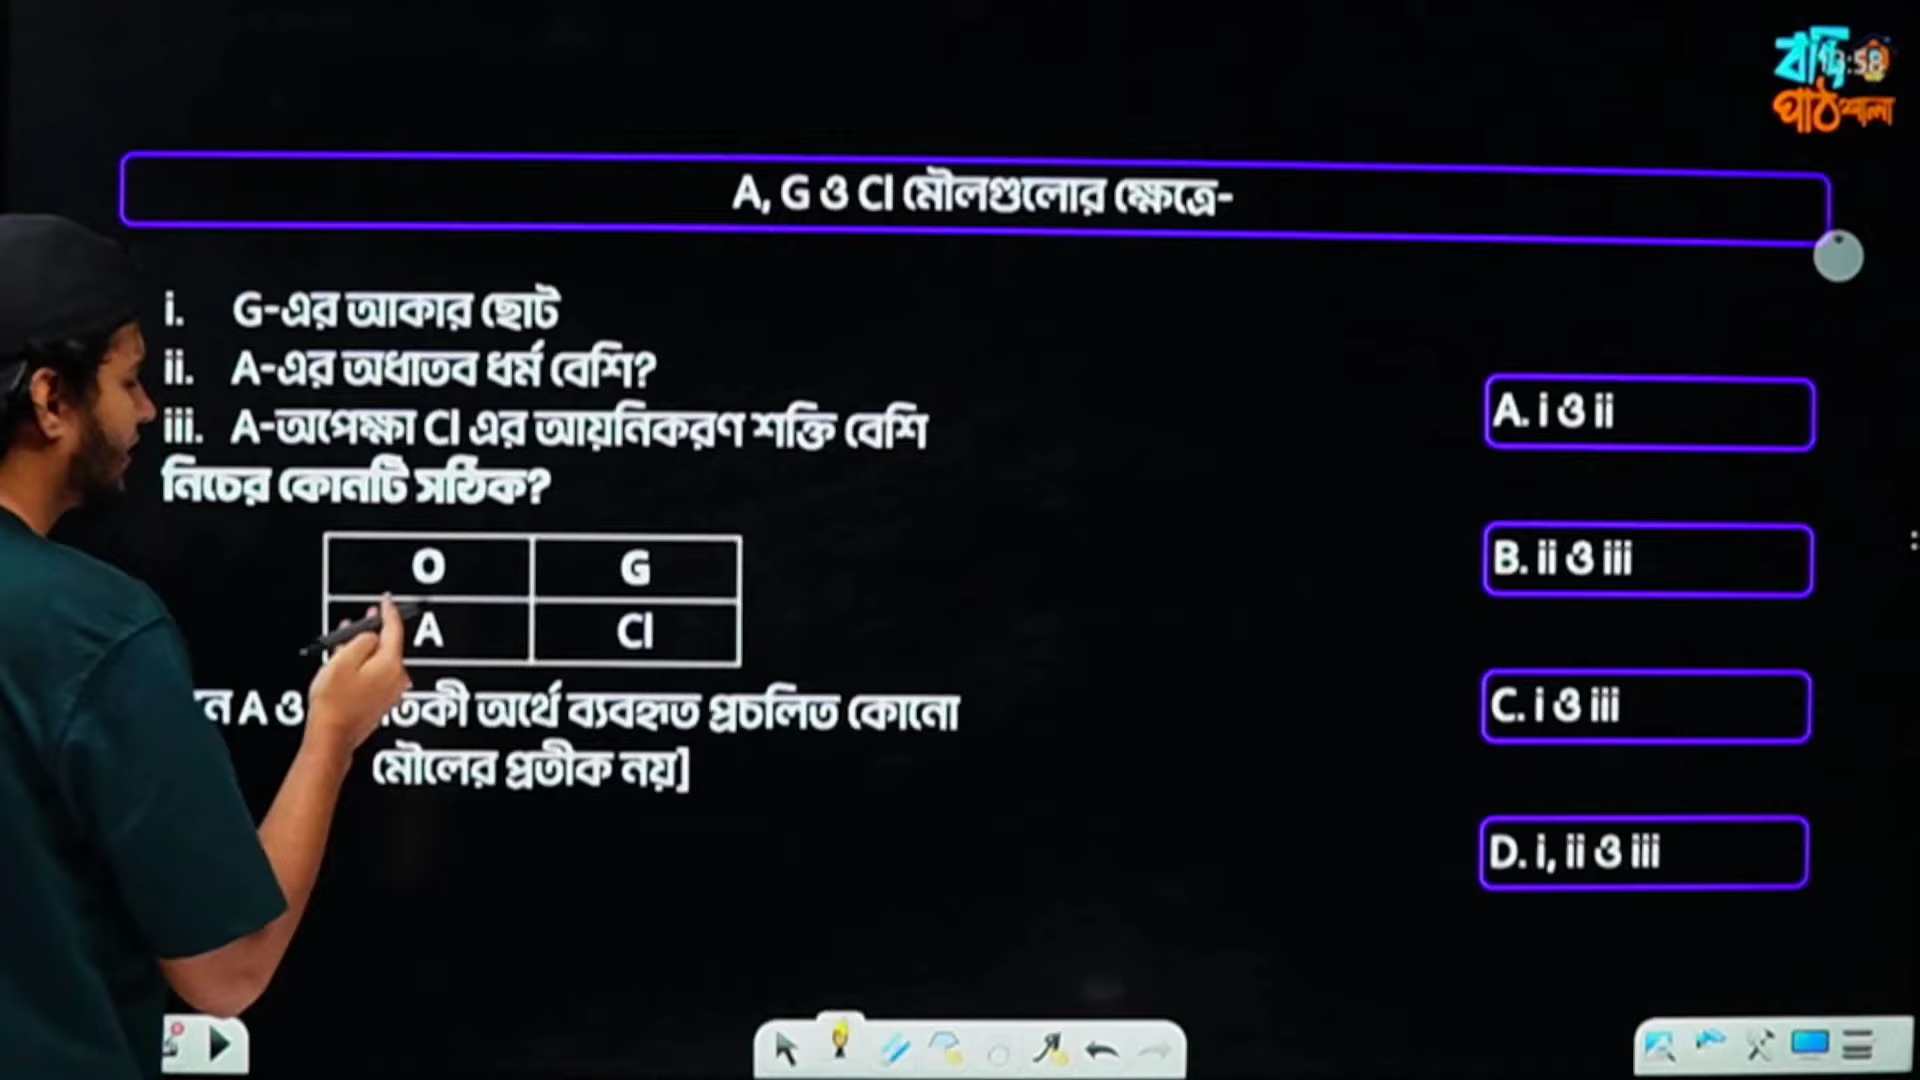 বন্দি
পাঠশালা
A, G ও Cl মৌলগুলোর ক্ষেত্রে-
i. G-এর আকার ছোট
ii. A-এর অধাতব ধর্ম বেশি?
iii. A-অপেক্ষা Cl এর আয়নিকরণ শক্তি বেশি
নিচের কোনটি সঠিক?
O G
A Cl
A ও অর্থে ব্যবহৃত প্রচলিত কোনো
মৌলের প্রতীক নয়]
A. i ও ii
B. ii ও iii
C. i ও iii
D. i, ii ও iii